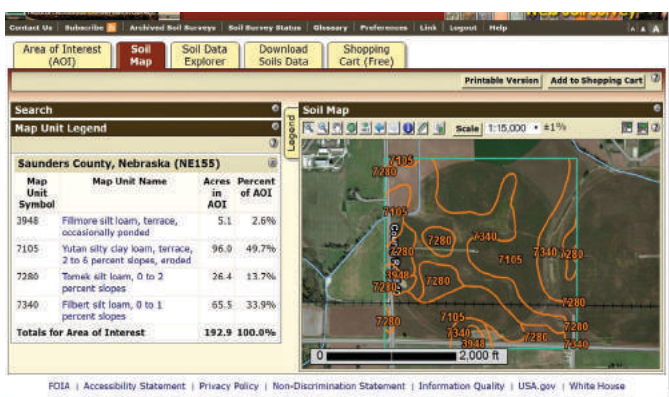 Contact Us | Subscribe | Archived Soil Surveys | Soil Survey Status | Glossary | Preferences | Link | Logout | Help
A A A
Area of Interest (AOI)
Soil Map
Soil Data Explorer
Download Soils Data
Shopping Cart (Free)
Printable Version
Add to Shopping Cart
Search
Map Unit Legend
Saunders County, Nebraska (NE155)
Map Unit Symbol | Map Unit Name | Acres in AOI | Percent of AOI
3948 Fillmore silt loam, terrace, occasionally ponded 5.1 2.6%
7105 Yutan silty clay loam, terrace, 2 to 6 percent slopes, eroded 96.0 49.7%
7280 Tomek silt loam, 0 to 2 percent slopes 26.4 13.7%
7340 Filbert silt loam, 0 to 1 percent slopes 65.5 33.9%
Totals for Area of Interest 192.9 100.0%
Legend
Soil Map
Scale 1:15,000 ±1%
7105
7280
7105
7280
7340
7280
7105
7340
7280
3948
7280
7280
7280
7280
7105
7340
7280
7280
3948
7340
0
2,000 ft
FOIA | Accessibility Statement | Privacy Policy | Non-Discrimination Statement | Information Quality | USA.gov | White House